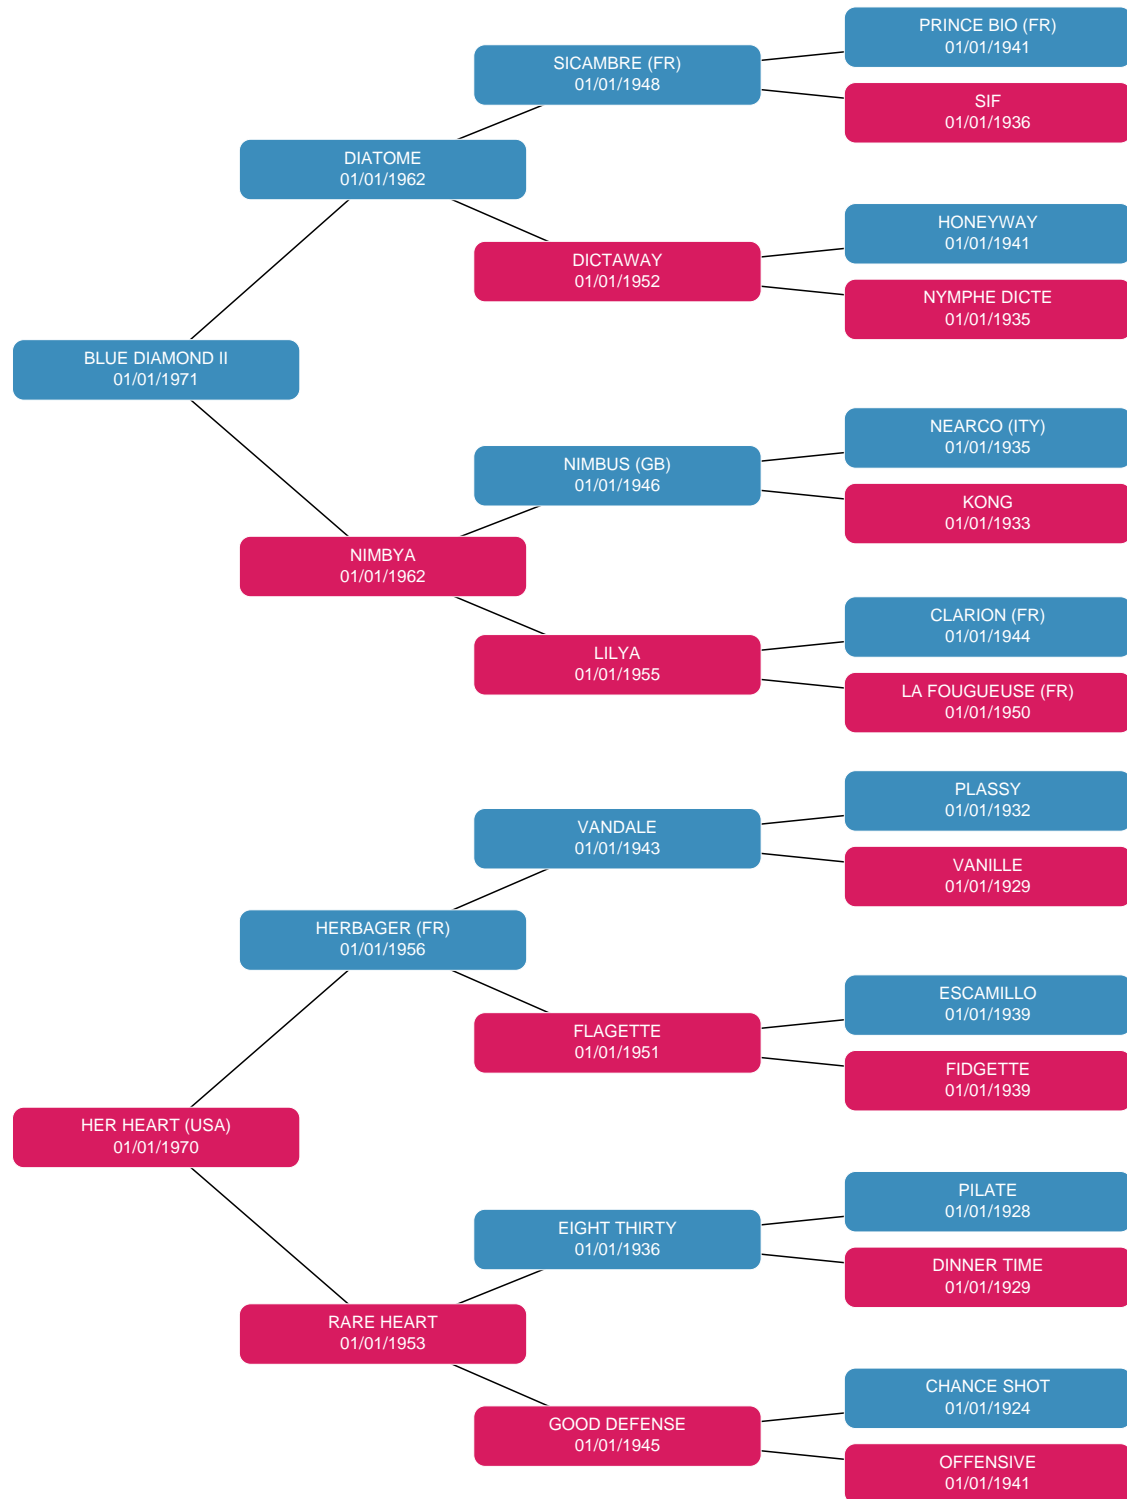 PRINCE BIO (FR)
01/01/1941
SICAMBRE (FR)
01/01/1948
SIF
01/01/1936
DIATOME
01/01/1962
HONEYWAY
01/01/1941
DICTAWAY
01/01/1952
NYMPHE DICTE
01/01/1935
BLUE DIAMOND II
01/01/1971
NEARCO (ITY)
01/01/1935
NIMBUS (GB)
01/01/1946
KONG
01/01/1933
NIMBYA
01/01/1962
CLARION (FR)
01/01/1944
LILYA
01/01/1955
LA FOUGUEUSE (FR)
01/01/1950
PLASSY
01/01/1932
VANDALE
01/01/1943
VANILLE
01/01/1929
HERBAGER (FR)
01/01/1956
ESCAMILLO
01/01/1939
FLAGETTE
01/01/1951
FIDGETTE
01/01/1939
HER HEART (USA)
01/01/1970
PILATE
01/01/1928
EIGHT THIRTY
01/01/1936
DINNER TIME
01/01/1929
RARE HEART
01/01/1953
CHANCE SHOT
01/01/1924
GOOD DEFENSE
01/01/1945
OFFENSIVE
01/01/1941